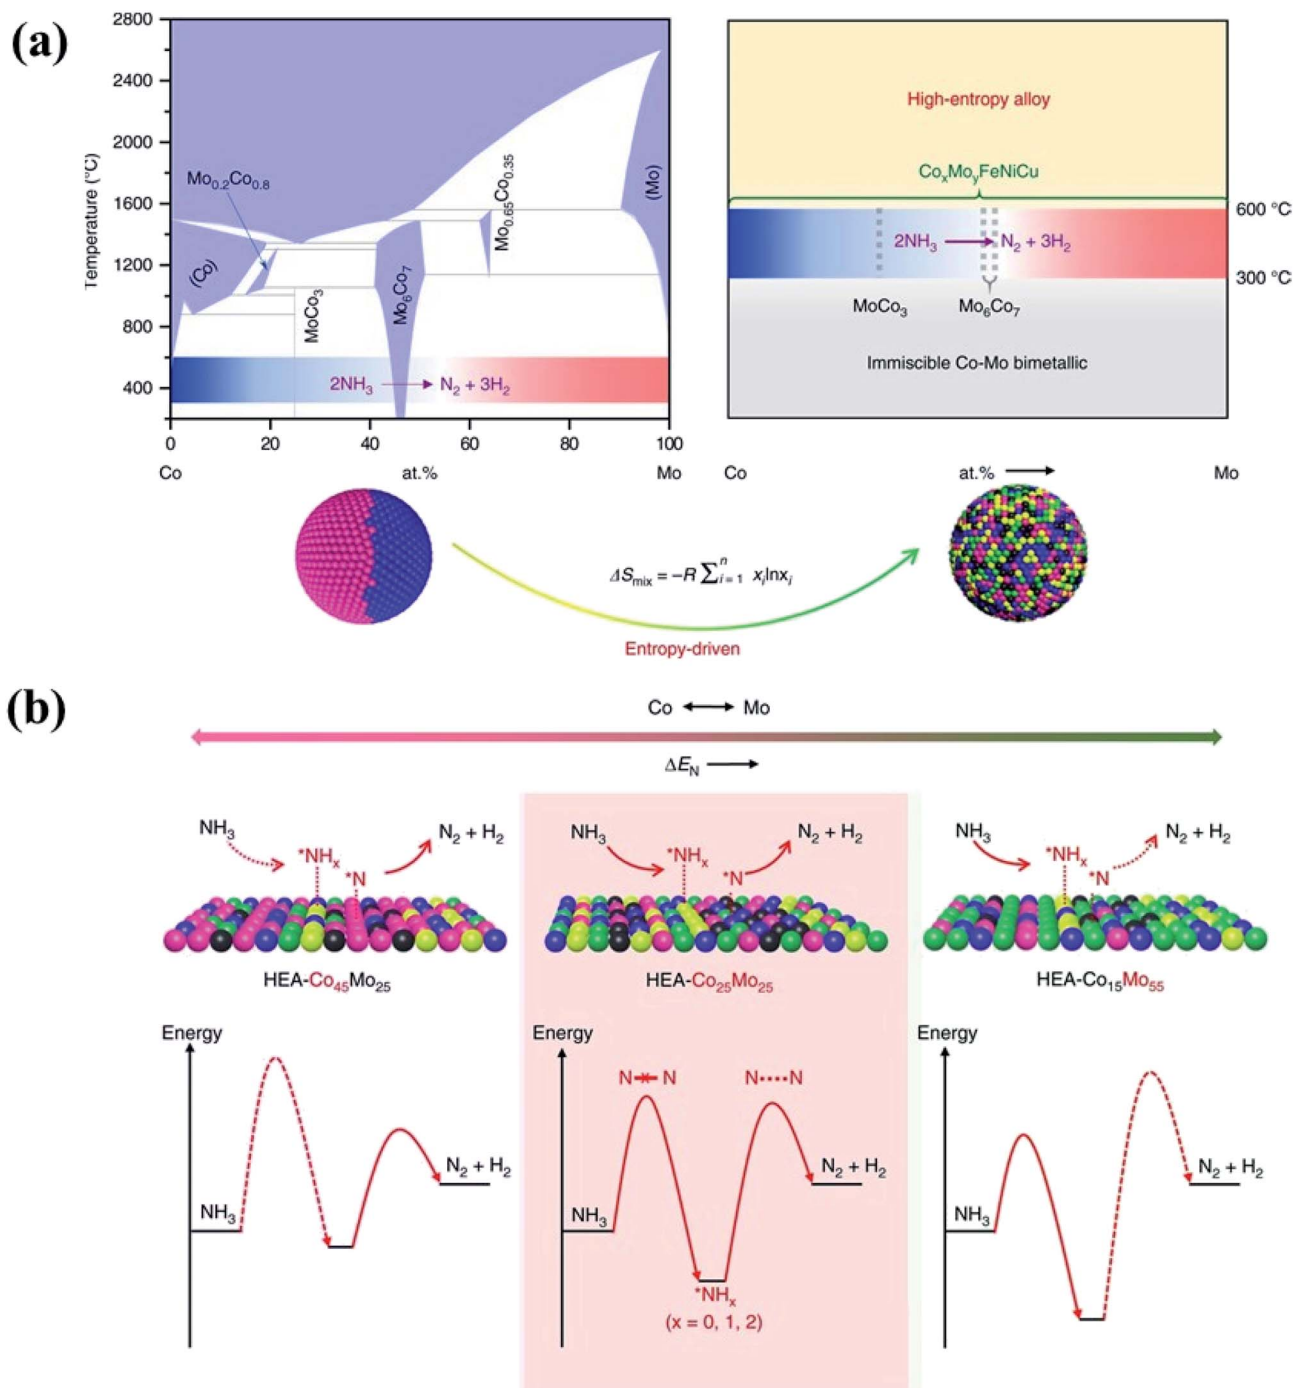 (a)
2800
2400
2000
1600
1200
800
400
Temperature (°C)
Mo0.2Co0.8
(Co)
MoCo3
Mo6Co7
Mo0.65Co0.35
(Mo)
2NH3 → N2 + 3H2
0 20 40 60 80 100
Co at.% Mo
High-entropy alloy
CoxMoyFeNiCu
600 °C
2NH3 → N2 + 3H2
300 °C
MoCo3 Mo6Co7
Immiscible Co-Mo bimetallic
Co at.% → Mo
ΔSmix = –R ∑ n i = 1 xilnxi
Entropy-driven
(b)
Co ↔ Mo
ΔEN →
NH3 *NHx *N N2 + H2
HEA-Co45Mo25
NH3 *NHx *N N2 + H2
HEA-Co25Mo25
NH3 *NHx *N N2 + H2
HEA-Co15Mo55
Energy
NH3
N2 + H2
Energy
N N
N N
NH3
N2 + H2
*NHx
(x = 0, 1, 2)
Energy
NH3
N2 + H2